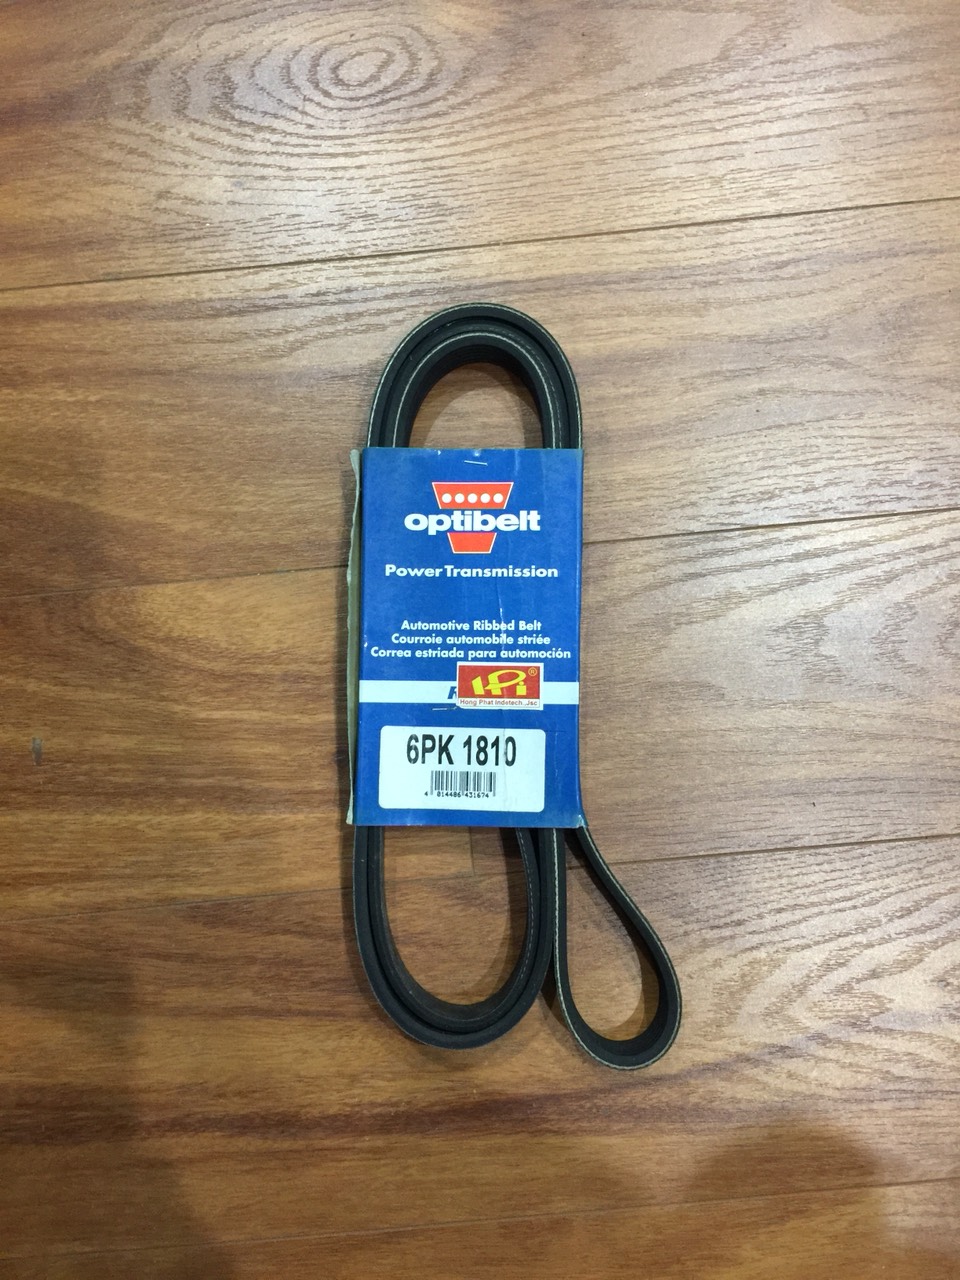 optibelt
Power Transmission
Automotive Ribbed Belt
Courroie automobile striée
Correa estriada para automoción
HPi®
Hong Phat Indetech .Jsc
6PK 1810
4 014486 431674